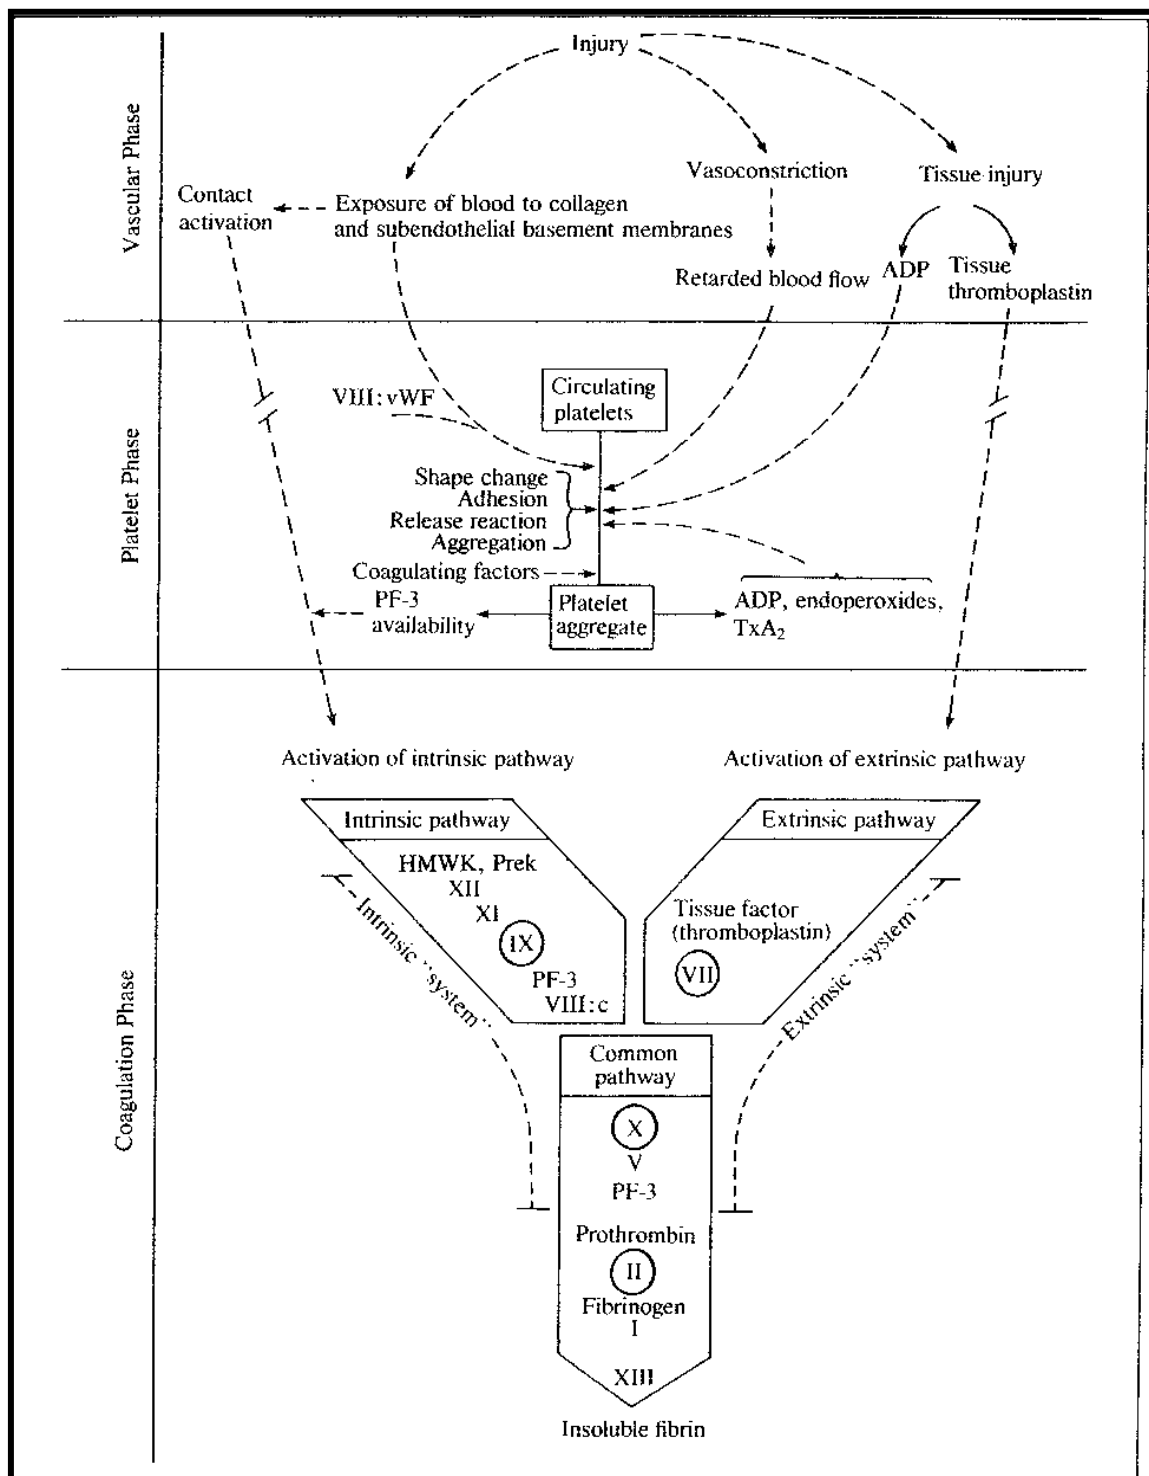 Injury
Vascular Phase
Vasoconstriction
Tissue injury
Contact
activation
Exposure of blood to collagen
and subendothelial basement membranes
Retarded blood flow
ADP
Tissue
thromboplastin
Platelet Phase
Circulating
platelets
VIII:vWF
Shape change
Adhesion
Release reaction
Aggregation
Coagulating factors
PF-3
availability
Platelet
aggregate
ADP, endoperoxides,
TxA₂
Coagulation Phase
Activation of intrinsic pathway
Activation of extrinsic pathway
Intrinsic pathway
Extrinsic pathway
HMWK, Prek
XII
XI
IX
PF-3
VIII:c
Intrinsic "system"
Tissue factor
(thromboplastin)
VII
Extrinsic "system"
Common
pathway
X
V
PF-3
Prothrombin
II
Fibrinogen
I
XIII
Insoluble fibrin